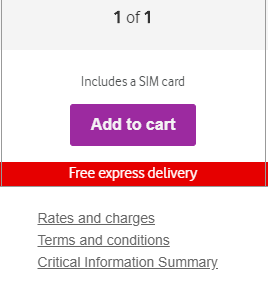 1 of 1
Includes a SIM card
Add to cart
Free express delivery
Rates and charges
Terms and conditions
Critical Information Summary